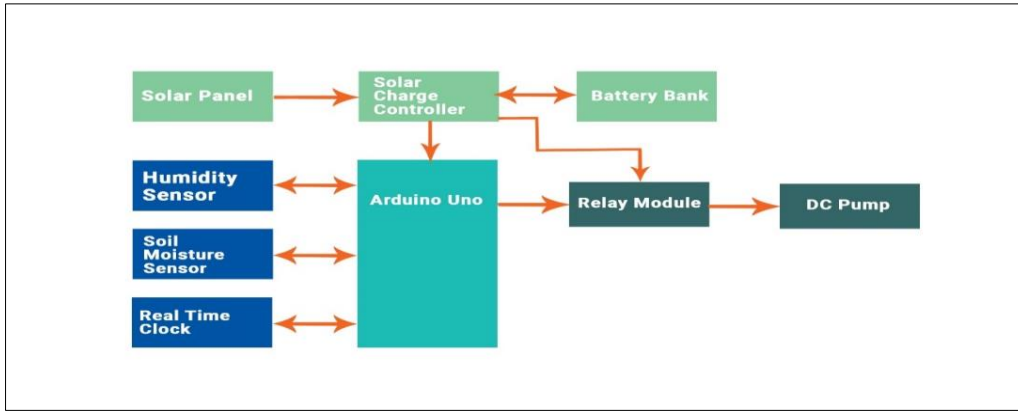 Solar Panel
Solar
Charge
Controller
Battery Bank
Humidity
Sensor
Arduino Uno
Relay Module
DC Pump
Soil
Moisture
Sensor
Real Time
Clock